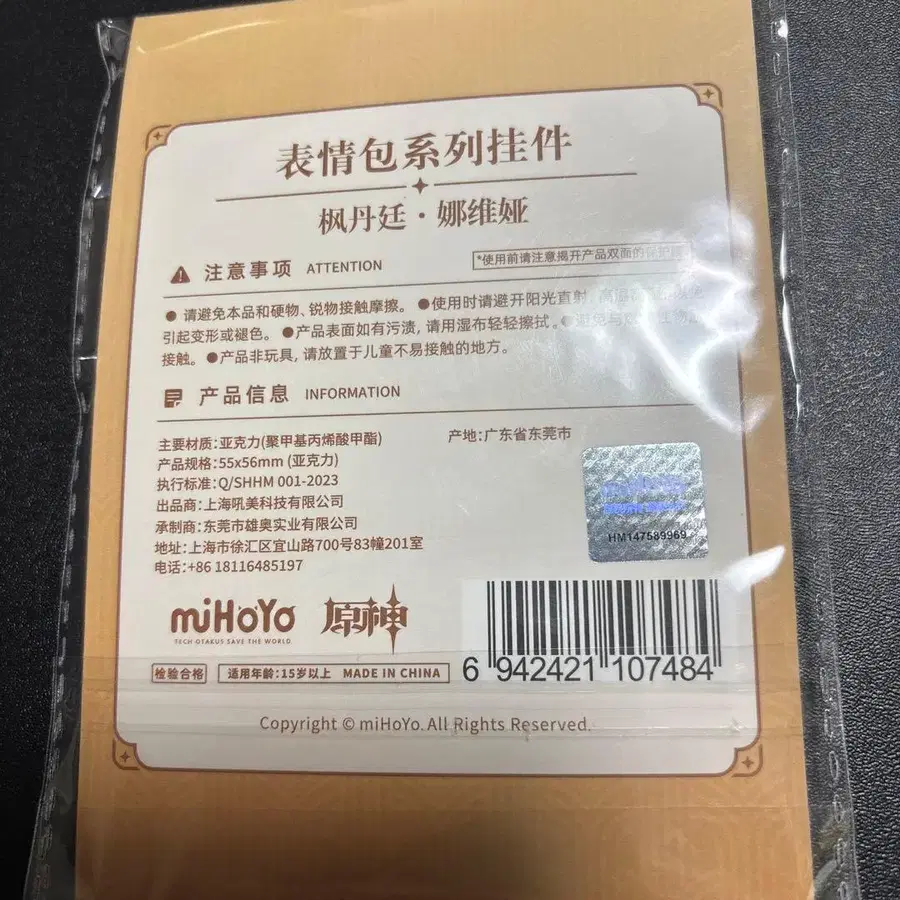 表情包系列挂件
枫丹廷·娜维娅
注意事项 ATTENTION
*使用前请注意揭开产品双面的保护
● 请避免本品和硬物、锐物接触摩擦。●使用时请避开阳光直射,
引起变形或褪色。●产品表面如有污渍,请用湿布轻轻擦拭。●避免与
接触。●产品非玩具,请放置于儿童不易接触的地方。
产品信息 INFORMATION
主要材质:亚克力(聚甲基丙烯酸甲酯)
产地:广东省东莞市
产品规格:55x56mm (亚克力)
执行标准:Q/SHHM 001-2023
出品商:上海吼美科技有限公司
承制商:东莞市雄奥实业有限公司
地址:上海市徐汇区宜山路700号83幢201室
电话:+86 18116485197
miHoYo
HM147589969
miHoYo
TECH OTAKUS SAVE THE WORLD
原神
检验合格
适用年龄:15岁以上 MADE IN CHINA
6 942421 107484
Copyright © miHoYo. All Rights Reserved.